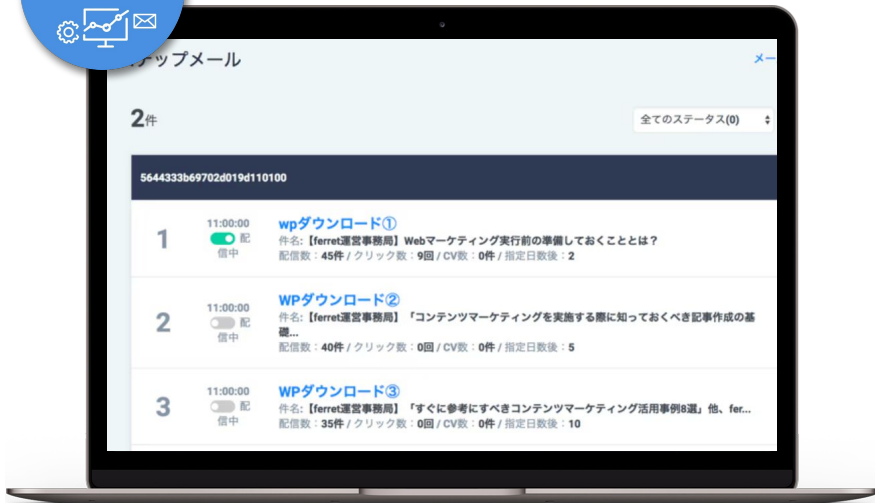 ップメール
メー
2件
全てのステータス(0)
5644333b69702d019d110100
1
11:00:00
配
信中
wpダウンロード①
件名:【ferret運営事務局】Webマーケティング実行前の準備しておくこととは？
配信数：45件 / クリック数：9回 / CV数：0件 / 指定日数後：2
2
11:00:00
配
信中
WPダウンロード②
件名:【ferret運営事務局】「コンテンツマーケティングを実施する際に知っておくべき記事作成の基
礎...
配信数：40件 / クリック数：0回 / CV数：0件 / 指定日数後：5
3
11:00:00
配
信中
WPダウンロード③
件名:【ferret運営事務局】「すぐに参考にすべきコンテンツマーケティング活用事例8選」他、fer...
配信数：35件 / クリック数：0回 / CV数：0件 / 指定日数後：10